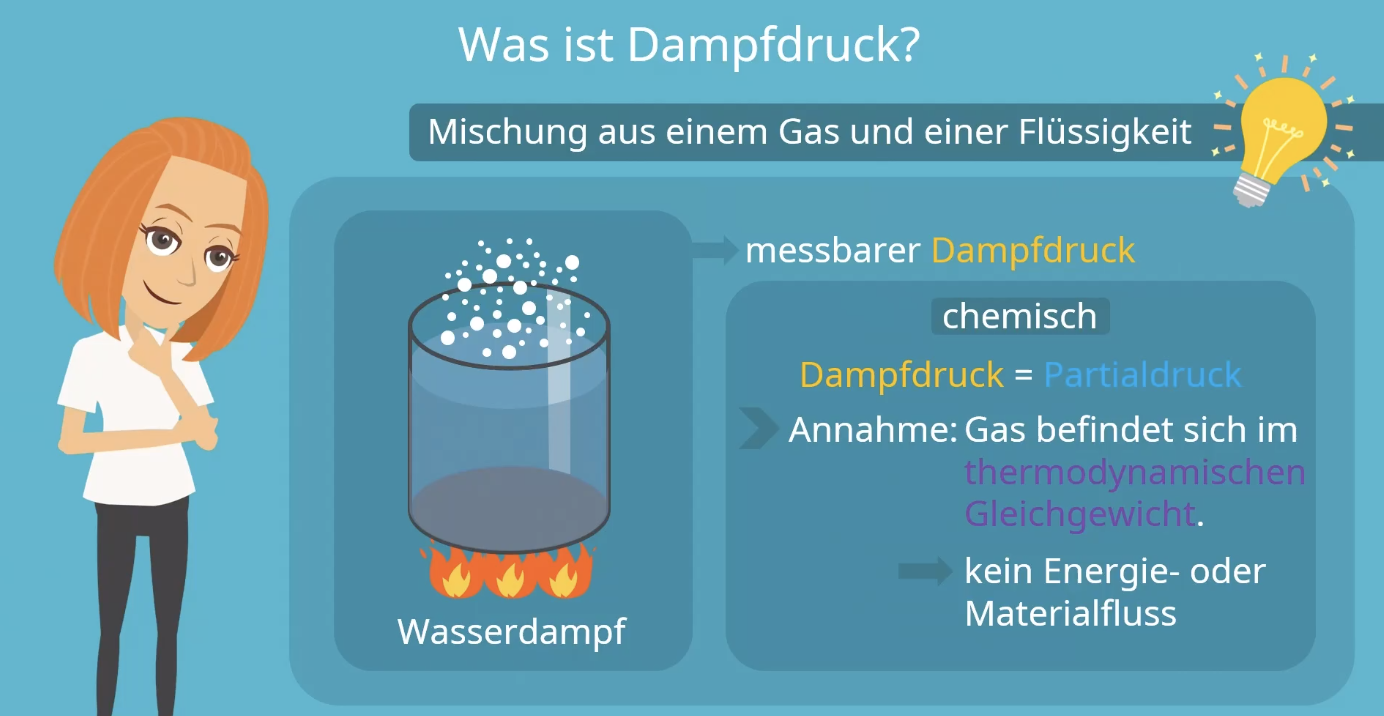 Was ist Dampfdruck?
Mischung aus einem Gas und einer Flüssigkeit
messbarer Dampfdruck
chemisch
Dampfdruck = Partialdruck
Annahme: Gas befindet sich im
thermodynamischen
Gleichgewicht.
kein Energie- oder
Materialfluss
Wasserdampf